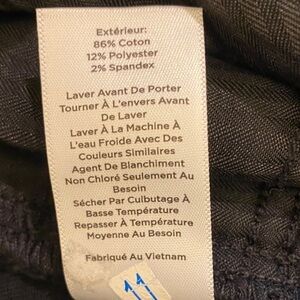 Extérieur:
86% Coton
12% Polyester
2% Spandex
Laver Avant De Porter
Tourner À L'envers Avant
De Laver
Laver À La Machine À
L'eau Froide Avec Des
Couleurs Similaires
Agent De Blanchiment
Non Chloré Seulement Au
Besoin
Sécher Par Culbutage À
Basse Température
Repasser À Température
Moyenne Au Besoin
Fabriqué Au Vietnam
11